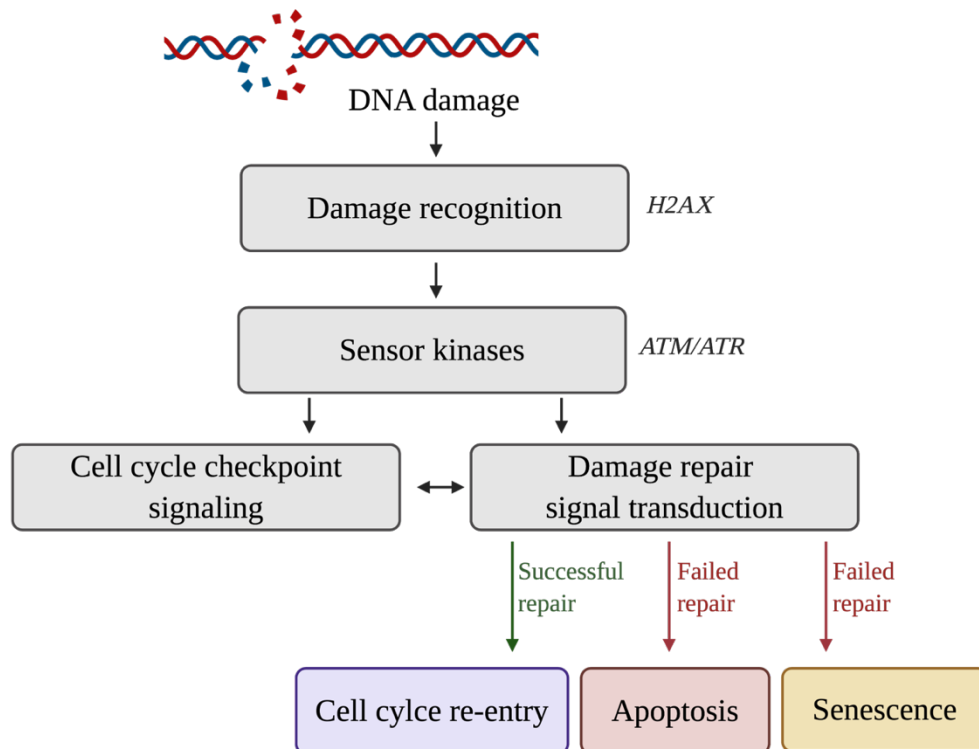 DNA damage
Damage recognition
H2AX
Sensor kinases
ATM/ATR
Cell cycle checkpoint
signaling
Damage repair
signal transduction
Successful
repair
Failed
repair
Failed
repair
Cell cylce re-entry
Apoptosis
Senescence